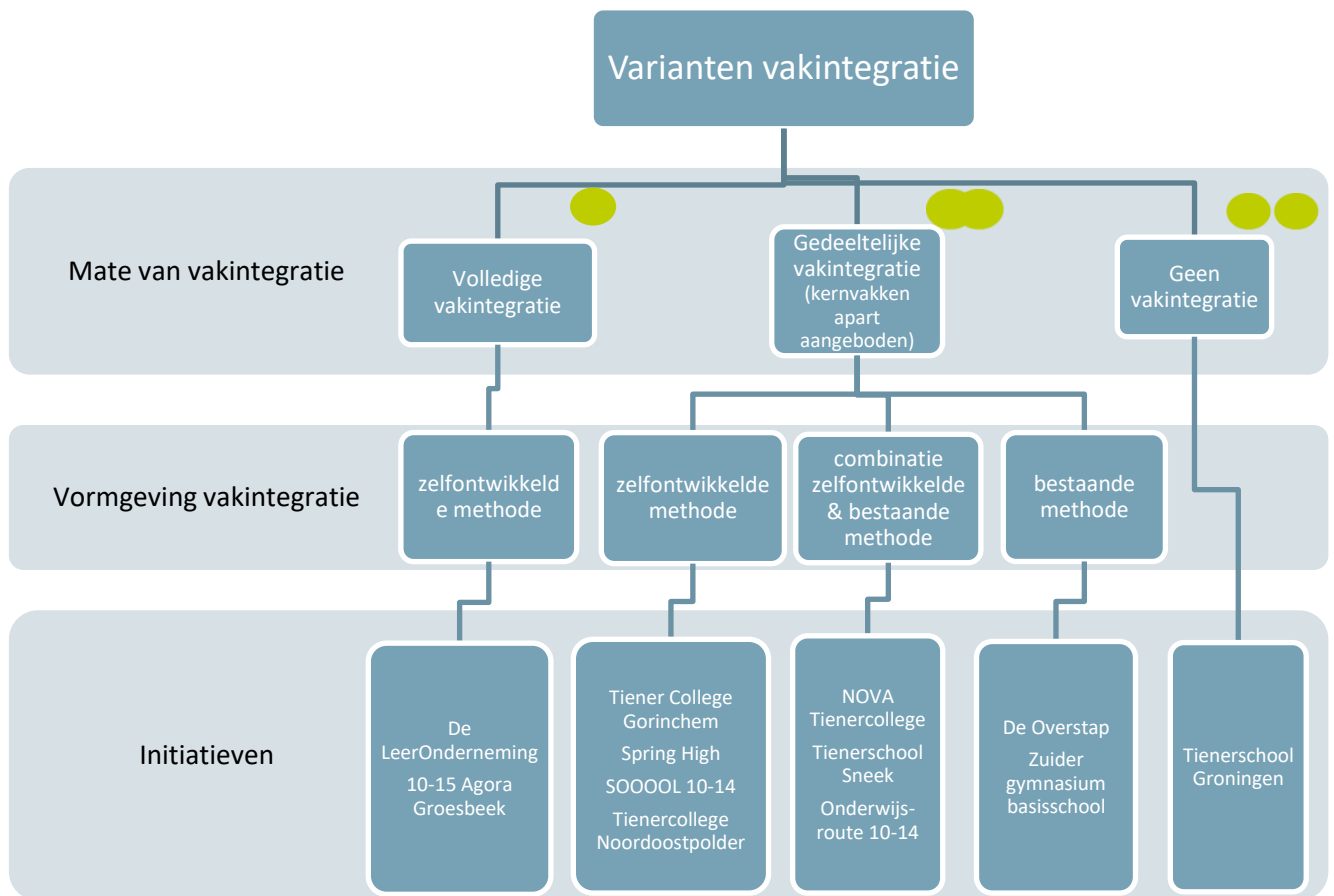 Varianten vakintegratie
Mate van vakintegratie
Volledige
vakintegratie
Gedeeltelijke
vakintegratie
(kernvakken
apart
aangeboden)
Geen
vakintegratie
Vormgeving vakintegratie
zelfontwikkeld
e methode
zelfontwikkelde
methode
combinatie
zelfontwikkelde
& bestaande
methode
bestaande
methode
Initiatieven
De
LeerOnderneming
10-15 Agora
Groesbeek
Tiener College
Gorinchem
Spring High
SOOOOL 10-14
Tienercollege
Noordoostpolder
NOVA
Tienercollege
Tienerschool
Sneek
Onderwijs-
route 10-14
De Overstap
Zuider
gymnasium
basisschool
Tienerschool
Groningen